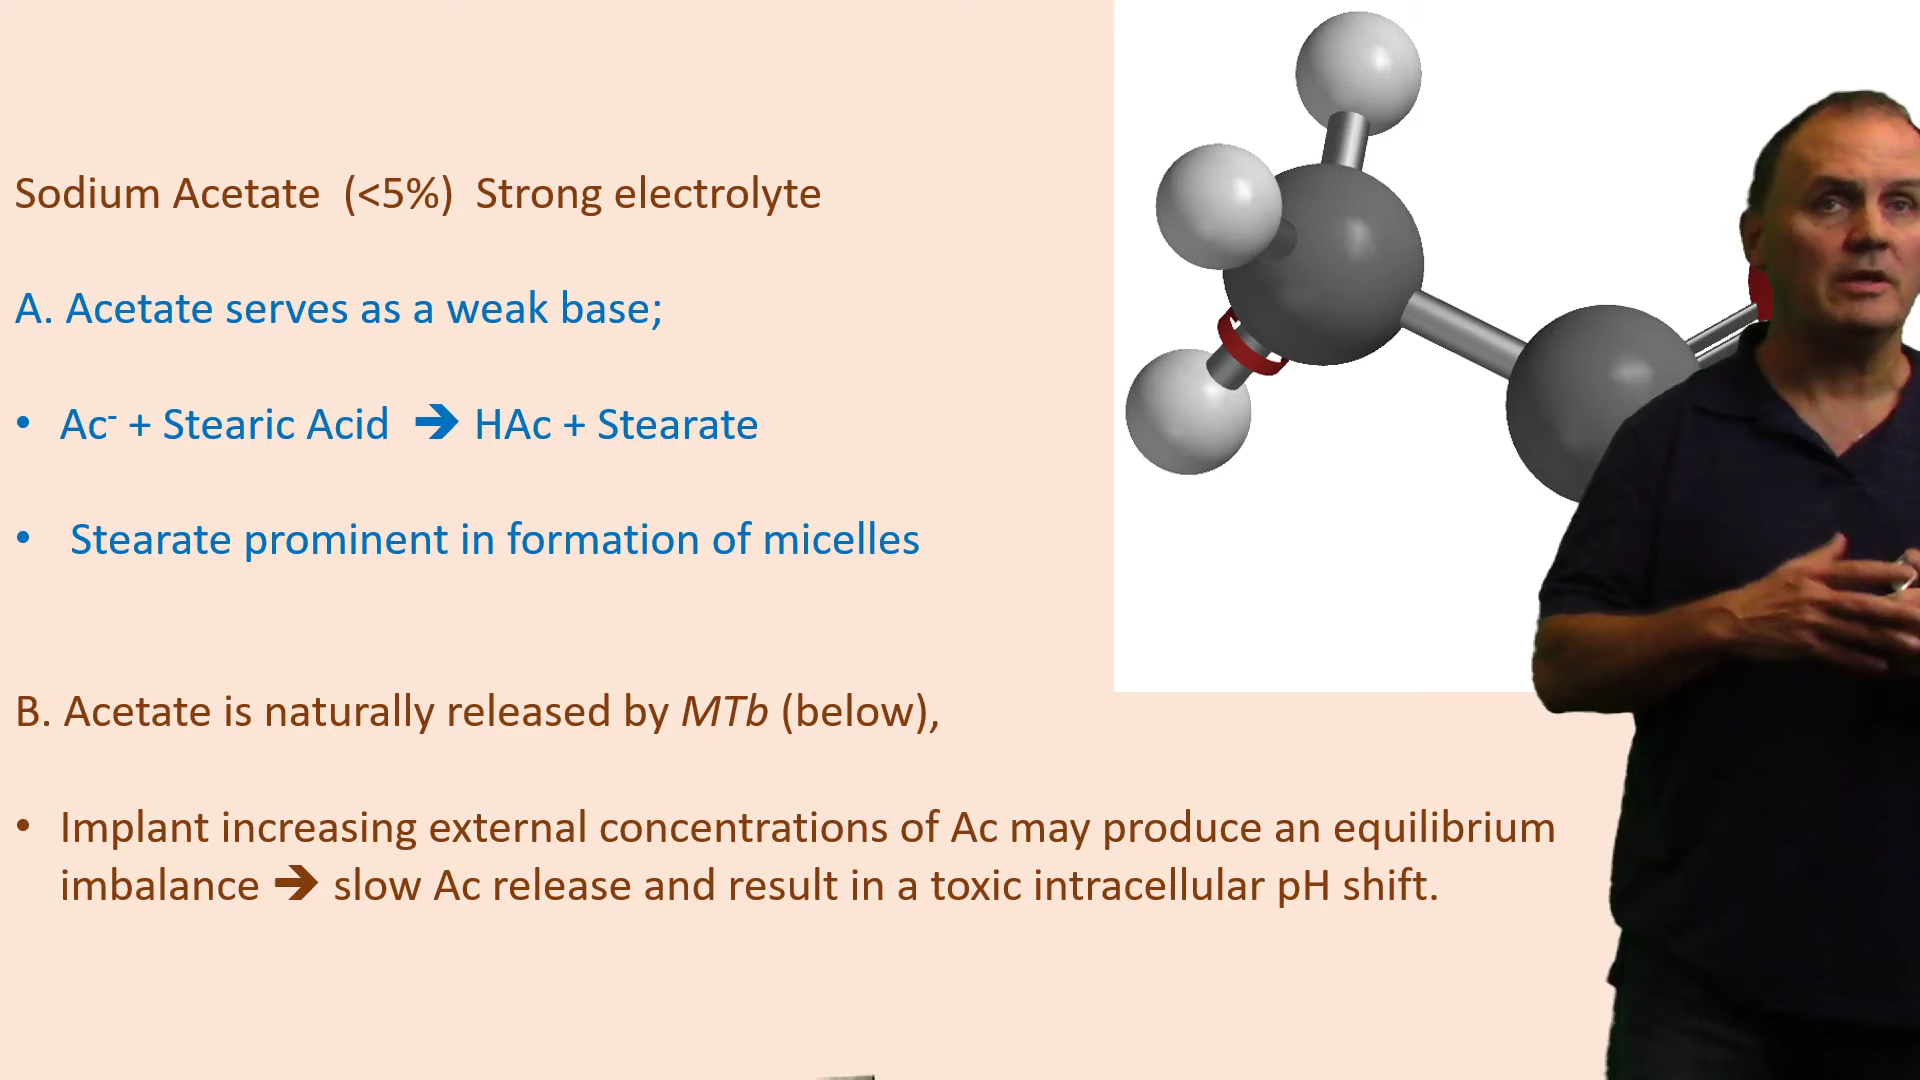 Sodium Acetate (<5%) Strong electrolyte
A. Acetate serves as a weak base;
• Ac⁻ + Stearic Acid ➔ HAc + Stearate
• Stearate prominent in formation of micelles
B. Acetate is naturally released by MTb (below),
• Implant increasing external concentrations of Ac may produce an equilibrium
imbalance ➔ slow Ac release and result in a toxic intracellular pH shift.